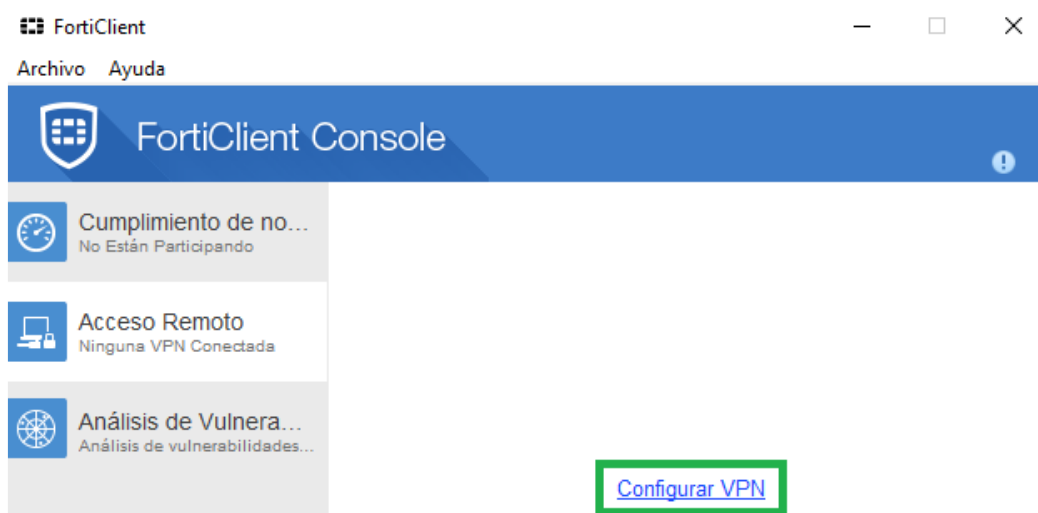 FortiClient
Archivo Ayuda
FortiClient Console
Cumplimiento de no...
No Están Participando
Acceso Remoto
Ninguna VPN Conectada
Análisis de Vulnera...
Análisis de vulnerabilidades...
Configurar VPN